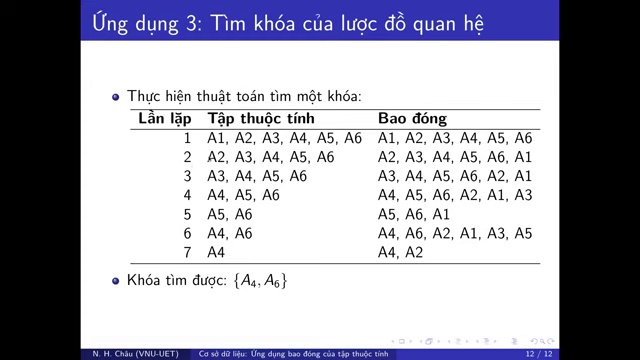 Ứng dụng 3: Tìm khóa của lược đồ quan hệ
Thực hiện thuật toán tìm một khóa:
Lần lặp Tập thuộc tính Bao đóng
1 A1, A2, A3, A4, A5, A6 A1, A2, A3, A4, A5, A6
2 A2, A3, A4, A5, A6 A2, A3, A4, A5, A6, A1
3 A3, A4, A5, A6 A3, A4, A5, A6, A2, A1
4 A4, A5, A6 A4, A5, A6, A2, A1, A3
5 A5, A6 A5, A6, A1
6 A4, A6 A4, A6, A2, A1, A3, A5
7 A4 A4, A2
Khóa tìm được: {A4, A6}
N. H. Châu (VNU-UET) Cơ sở dữ liệu: Ứng dụng bao đóng của tập thuộc tính 12 / 12